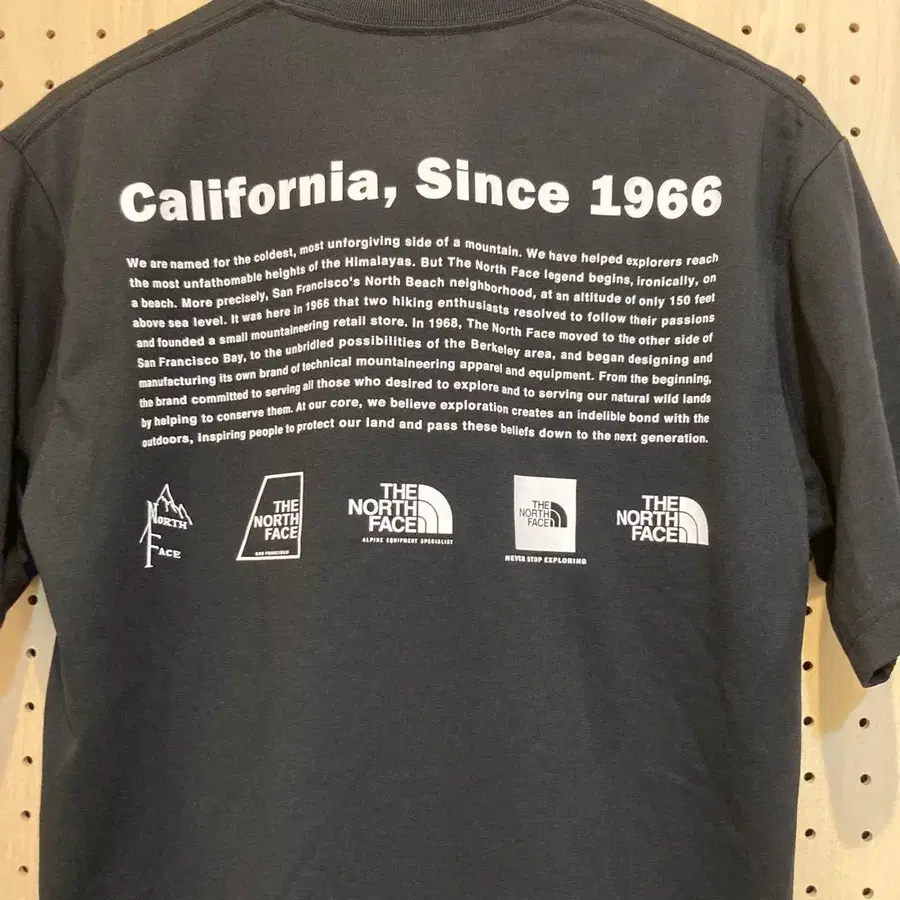 California, Since 1966
We are named for the coldest, most unforgiving side of a mountain. We have helped explorers reach
the most unfathomable heights of the Himalayas. But The North Face legend begins, ironically, on
a beach. More precisely, San Francisco's North Beach neighborhood, at an altitude of only 150 feet
above sea level. It was here in 1966 that two hiking enthusiasts resolved to follow their passions
and founded a small mountaineering retail store. In 1968, The North Face moved to the other side of
San Francisco Bay, to the unbridled possibilities of the Berkeley area, and began designing and
manufacturing its own brand of technical mountaineering apparel and equipment. From the beginning,
the brand committed to serving all those who desired to explore and to serving our natural wild lands
by helping to conserve them. At our core, we believe exploration creates an indelible bond with the
outdoors, inspiring people to protect our land and pass these beliefs down to the next generation.
North
Face
THE
NORTH
FACE
SAN FRANCISCO
THE
NORTH
FACE
ALPINE EQUIPMENT SPECIALIST
THE
NORTH
FACE
NEVER STOP EXPLORING
THE
NORTH
FACE